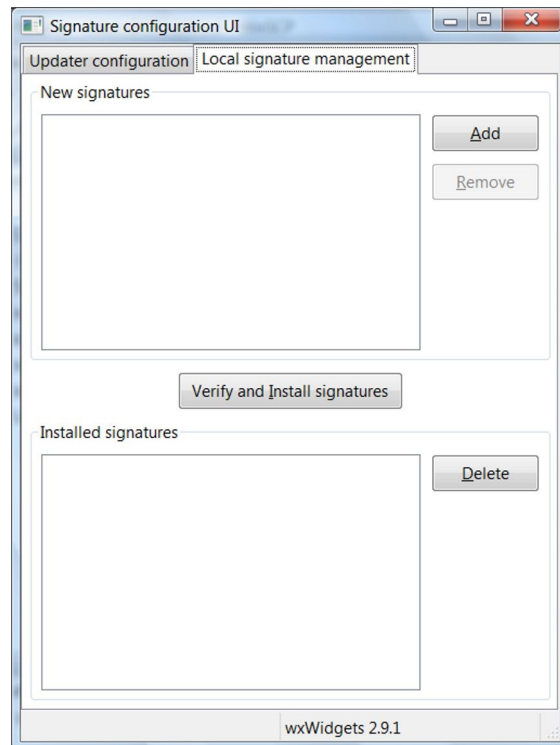 Signature configuration UI
Updater configuration
Local signature management
New signatures
Add
Remove
Verify and Install signatures
Installed signatures
Delete
wxWidgets 2.9.1